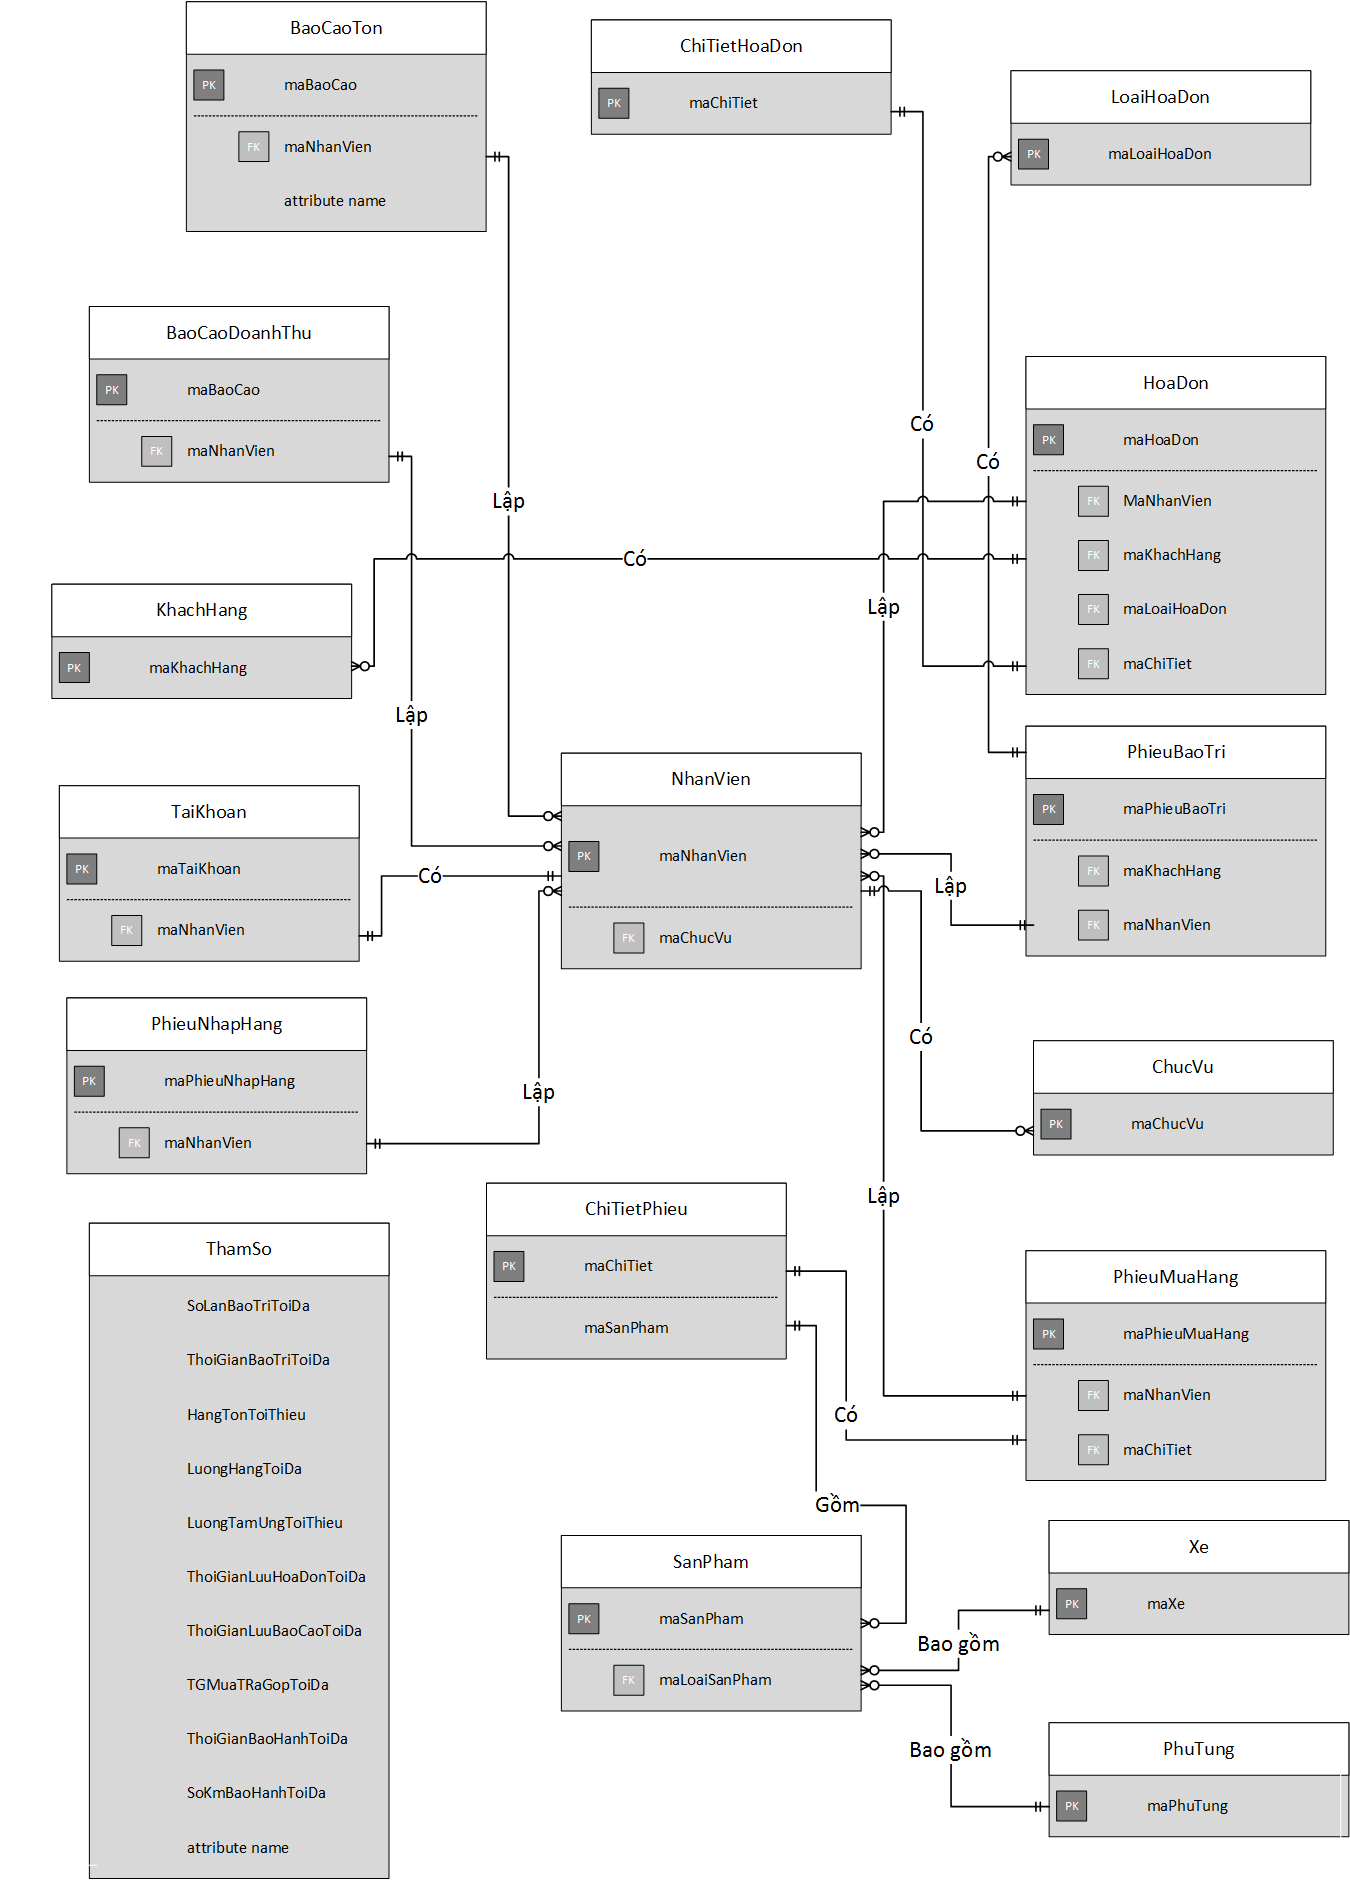 BaoCaoTon
PK maBaoCao
FK maNhanVien
attribute name
ChiTietHoaDon
PK maChiTiet
LoaiHoaDon
PK maLoaiHoaDon
BaoCaoDoanhThu
PK maBaoCao
FK maNhanVien
HoaDon
PK maHoaDon
FK MaNhanVien
FK maKhachHang
FK maLoaiHoaDon
FK maChiTiet
Có
Có
Lập
Có
Lập
KhachHang
PK maKhachHang
Lập
PhieuBaoTri
PK maPhieuBaoTri
FK maKhachHang
FK maNhanVien
NhanVien
PK maNhanVien
FK maChucVu
TaiKhoan
PK maTaiKhoan
FK maNhanVien
Có
Lập
PhieuNhapHang
PK maPhieuNhapHang
FK maNhanVien
Lập
Có
ChucVu
PK maChucVu
Lập
ChiTietPhieu
PK maChiTiet
maSanPham
ThamSo
SoLanBaoTriToiDa
ThoiGianBaoTriToiDa
HangTonToiThieu
LuongHangToiDa
LuongTamUngToiThieu
ThoiGianLuuHoaDonToiDa
ThoiGianLuuBaoCaoToiDa
TGMuaTRaGopToiDa
ThoiGianBaoHanhToiDa
SoKmBaoHanhToiDa
attribute name
PhieuMuaHang
PK maPhieuMuaHang
FK maNhanVien
FK maChiTiet
Có
Gồm
SanPham
PK maSanPham
FK maLoaiSanPham
Xe
PK maXe
Bao gồm
Bao gồm
PhuTung
PK maPhuTung